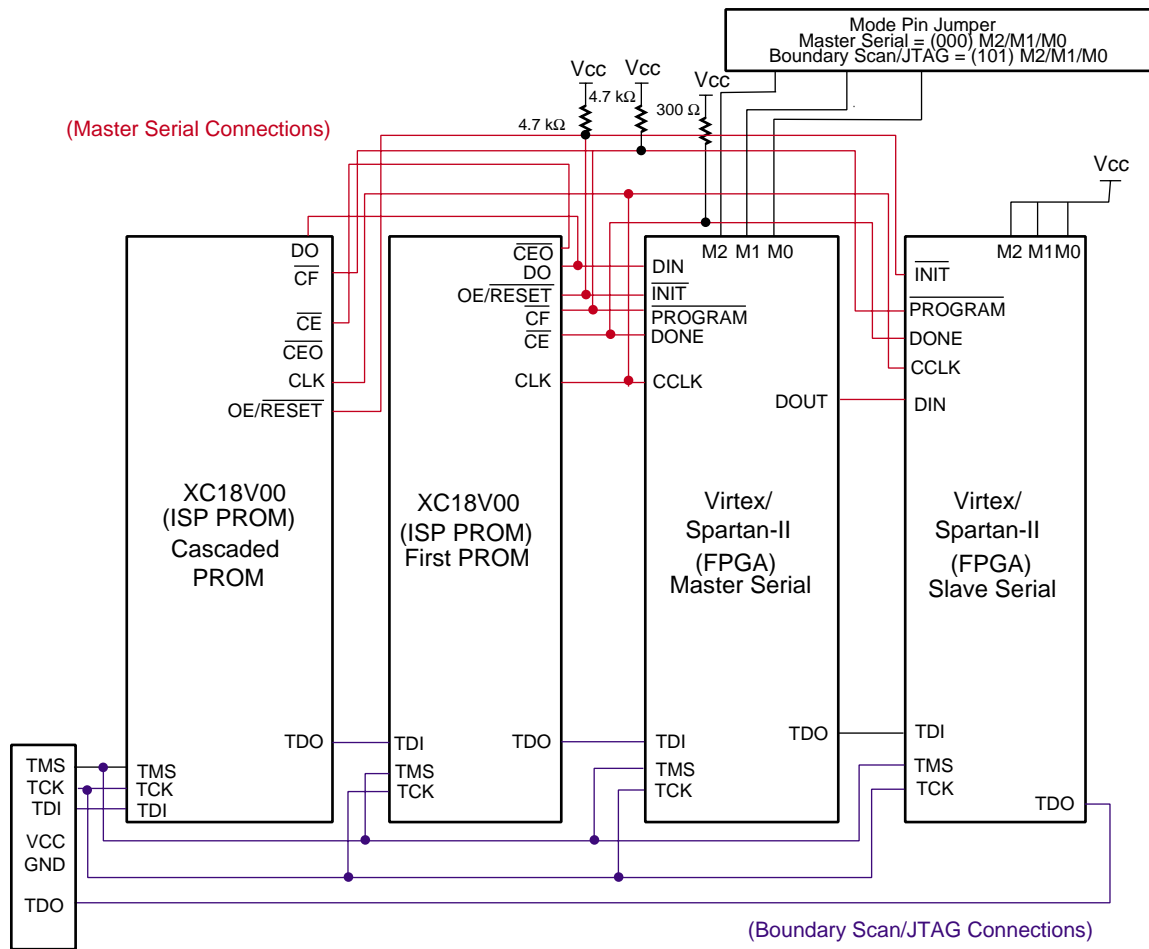 Mode Pin Jumper
Master Serial = (000) M2/M1/M0
Boundary Scan/JTAG = (101) M2/M1/M0
Vcc
Vcc
Vcc
4.7 kΩ
4.7 kΩ
300 Ω
(Master Serial Connections)
Vcc
DO
CF
CE
CEO
CLK
OE/RESET
XC18V00
(ISP PROM)
Cascaded
PROM
TDO
TMS
TCK
TDI
CEO
DO
OE/RESET
CF
CE
CLK
XC18V00
(ISP PROM)
First PROM
TDI
TDO
TMS
TCK
M2 M1 M0
DIN
INIT
PROGRAM
DONE
CCLK
DOUT
Virtex/
Spartan-II
(FPGA)
Master Serial
TDO
TDI
TMS
TCK
M2 M1 M0
INIT
PROGRAM
DONE
CCLK
DIN
Virtex/
Spartan-II
(FPGA)
Slave Serial
TDI
TMS
TCK
TDO
TMS
TCK
TDI
VCC
GND
TDO
(Boundary Scan/JTAG Connections)